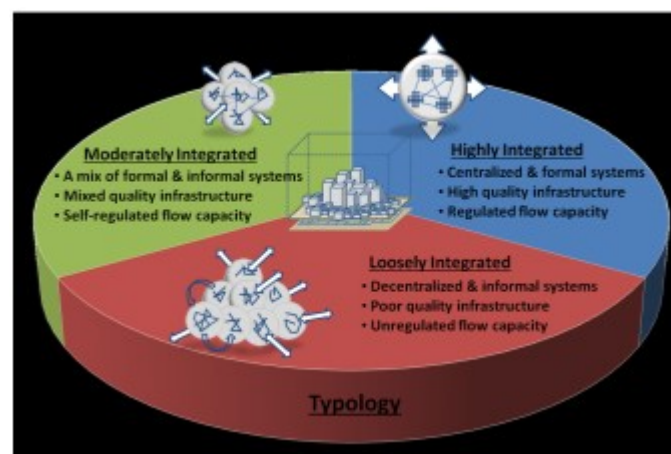 Moderately Integrated
• A mix of formal & informal systems
• Mixed quality infrastructure
• Self-regulated flow capacity
Highly Integrated
• Centralized & formal systems
• High quality infrastructure
• Regulated flow capacity
Loosely Integrated
• Decentralized & informal systems
• Poor quality infrastructure
• Unregulated flow capacity
Typology